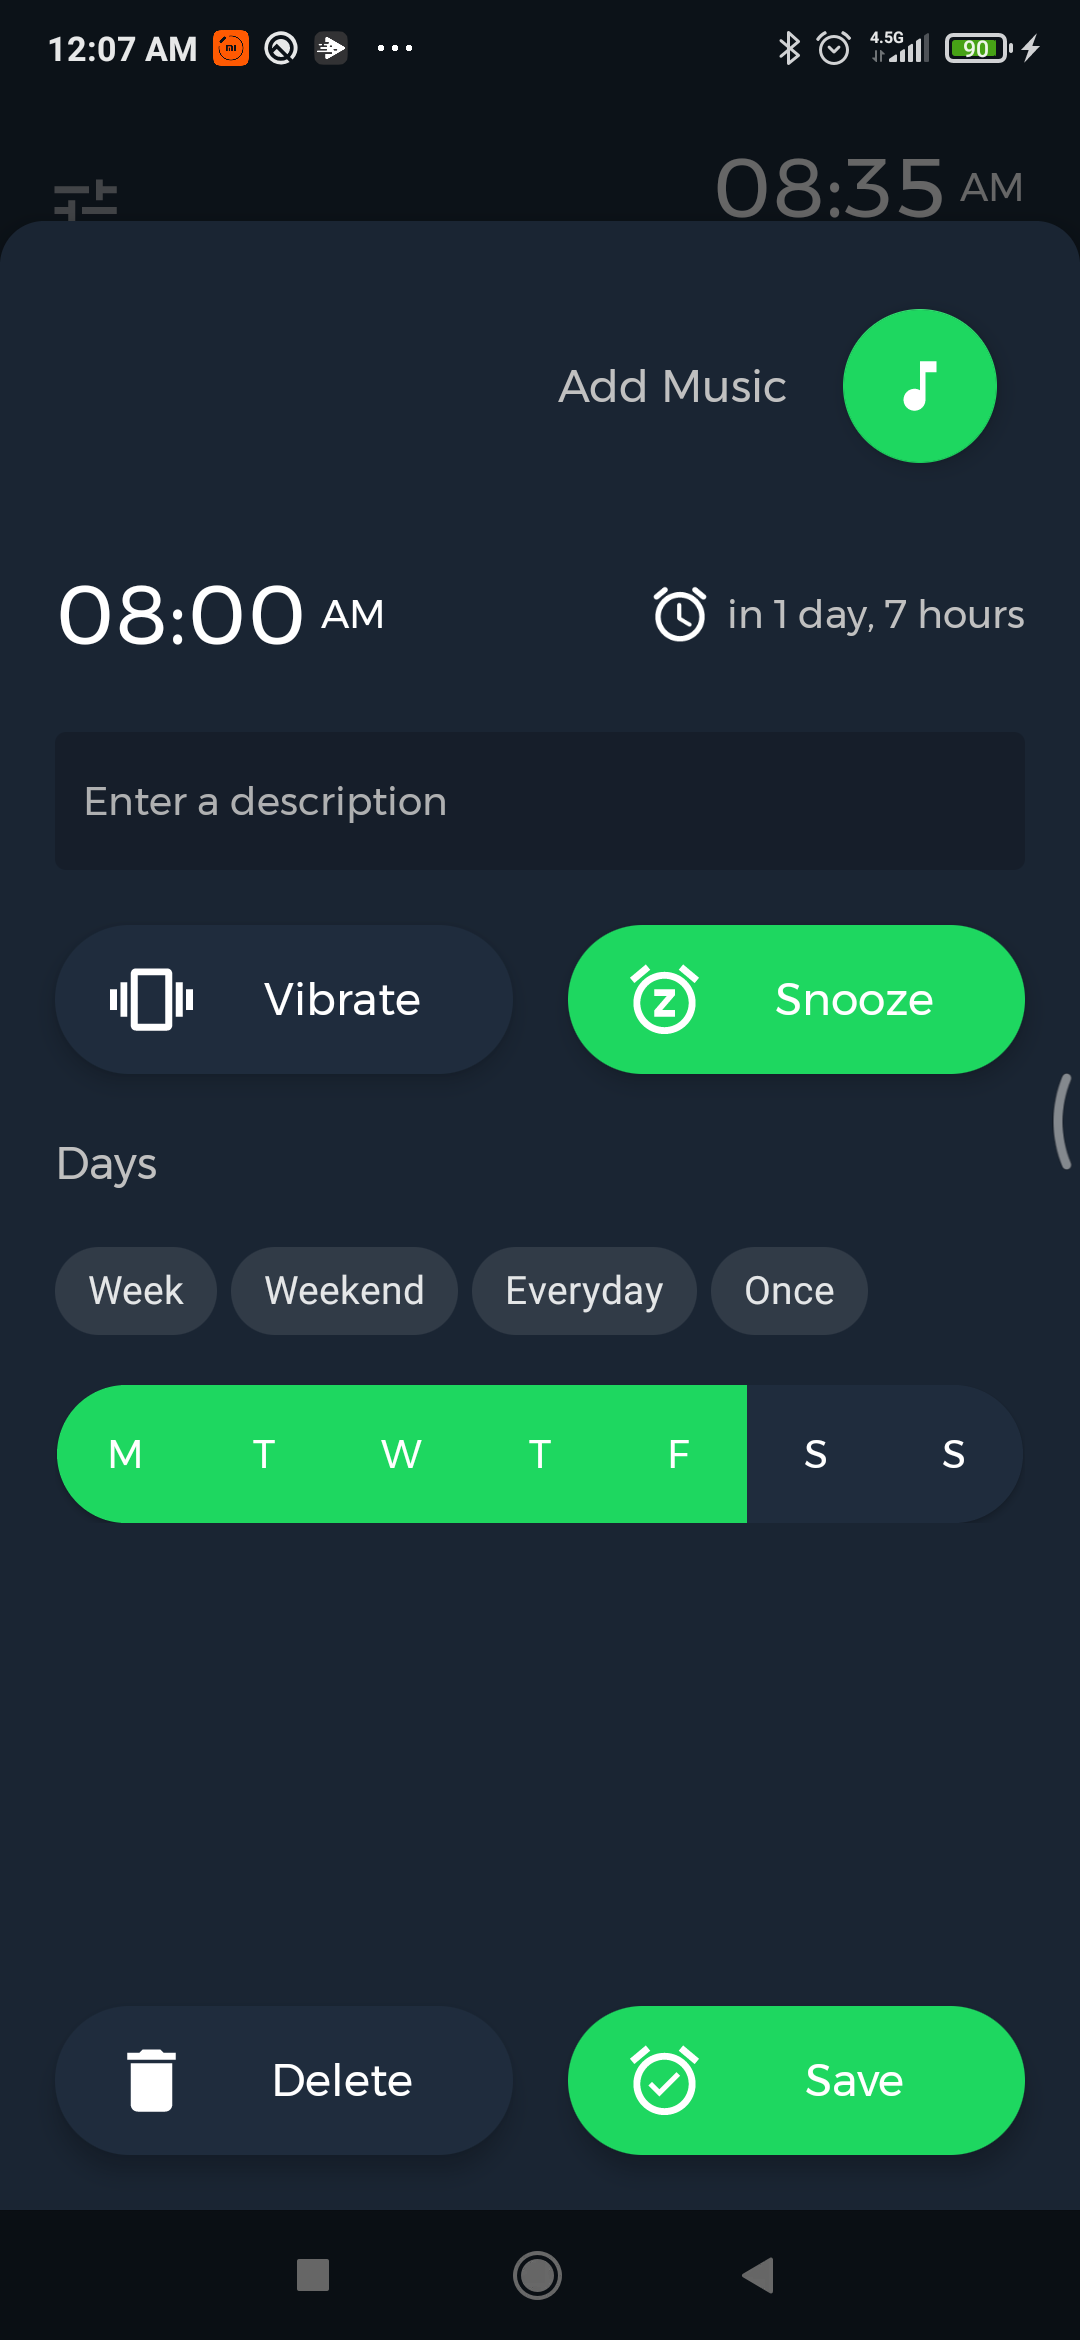 12:07 AM
4.5G
90
08:35 AM
Add Music
08:00 AM
in 1 day, 7 hours
Enter a description
Vibrate
Snooze
Days
Week
Weekend
Everyday
Once
M T W T F S S
Delete
Save